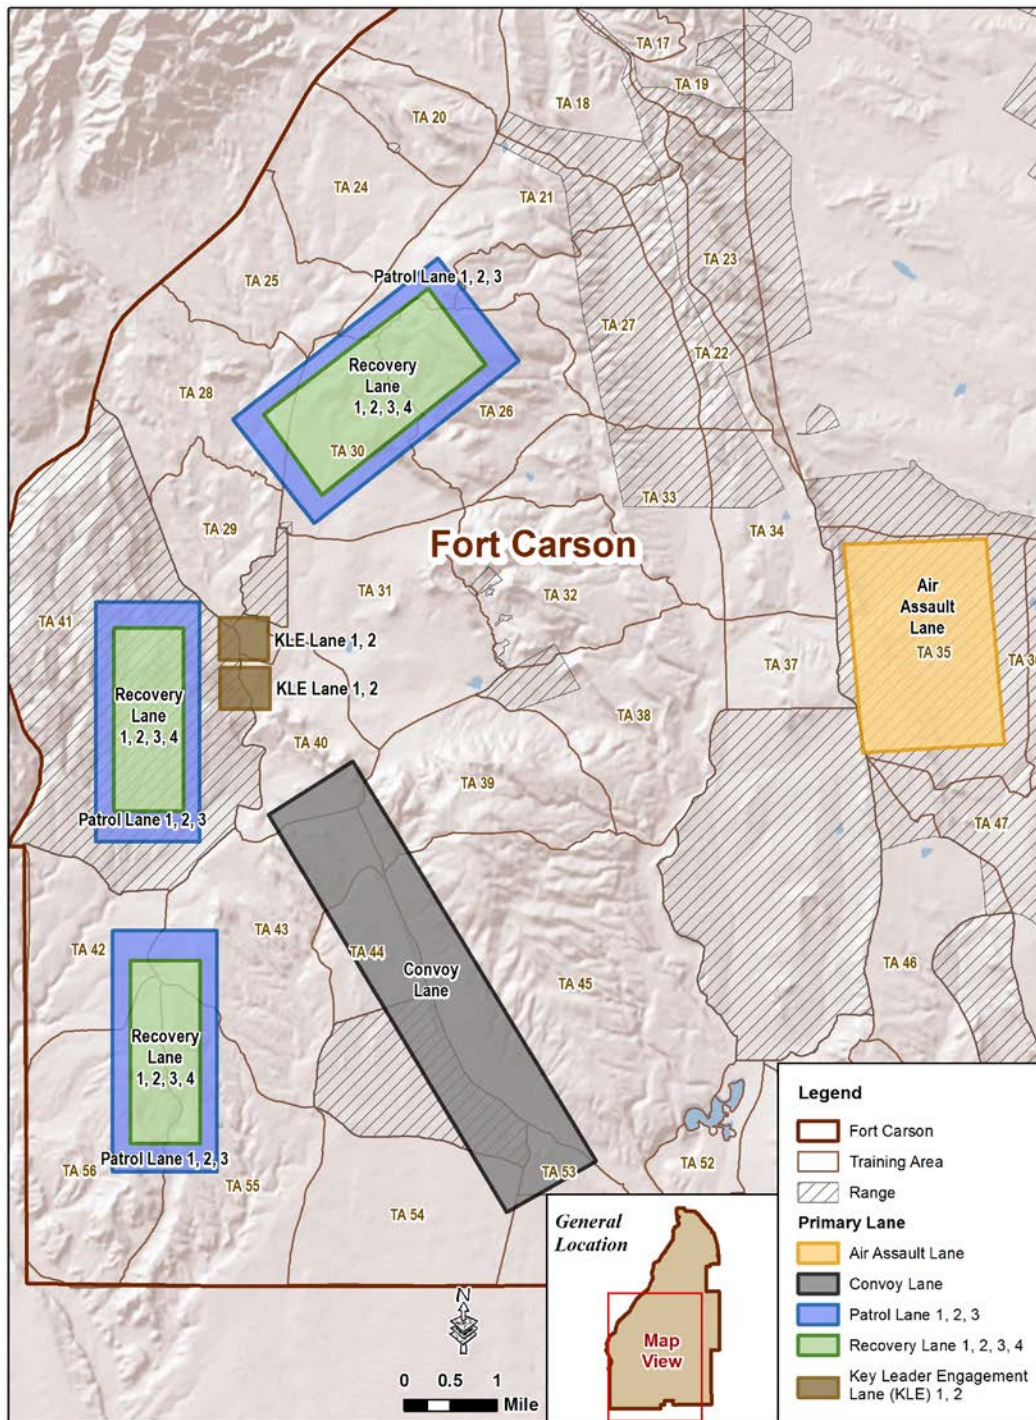 TA 17
TA 19
TA 18
TA 20
TA 24
TA 21
TA 23
TA 25
Patrol Lane 1, 2, 3
TA 27
TA 22
Recovery
Lane
1, 2, 3, 4
TA 28
TA 26
TA 30
TA 33
TA 29
TA 34
Fort Carson
Air
Assault
Lane
TA 31
TA 32
TA 41
KLE Lane 1, 2
TA 35
TA 37
TA 36
KLE Lane 1, 2
Recovery
Lane
1, 2, 3, 4
TA 38
TA 40
TA 39
Patrol Lane 1, 2, 3
TA 47
TA 43
TA 42
TA 44
Convoy
Lane
TA 45
TA 46
Recovery
Lane
1, 2, 3, 4
Patrol Lane 1, 2, 3
TA 56
TA 55
TA 53
TA 52
TA 54
Legend
Fort Carson
Training Area
Range
Primary Lane
Air Assault Lane
Convoy Lane
Patrol Lane 1, 2, 3
Recovery Lane 1, 2, 3, 4
Key Leader Engagement
Lane (KLE) 1, 2
General
Location
Map
View
N
0 0.5 1
Mile